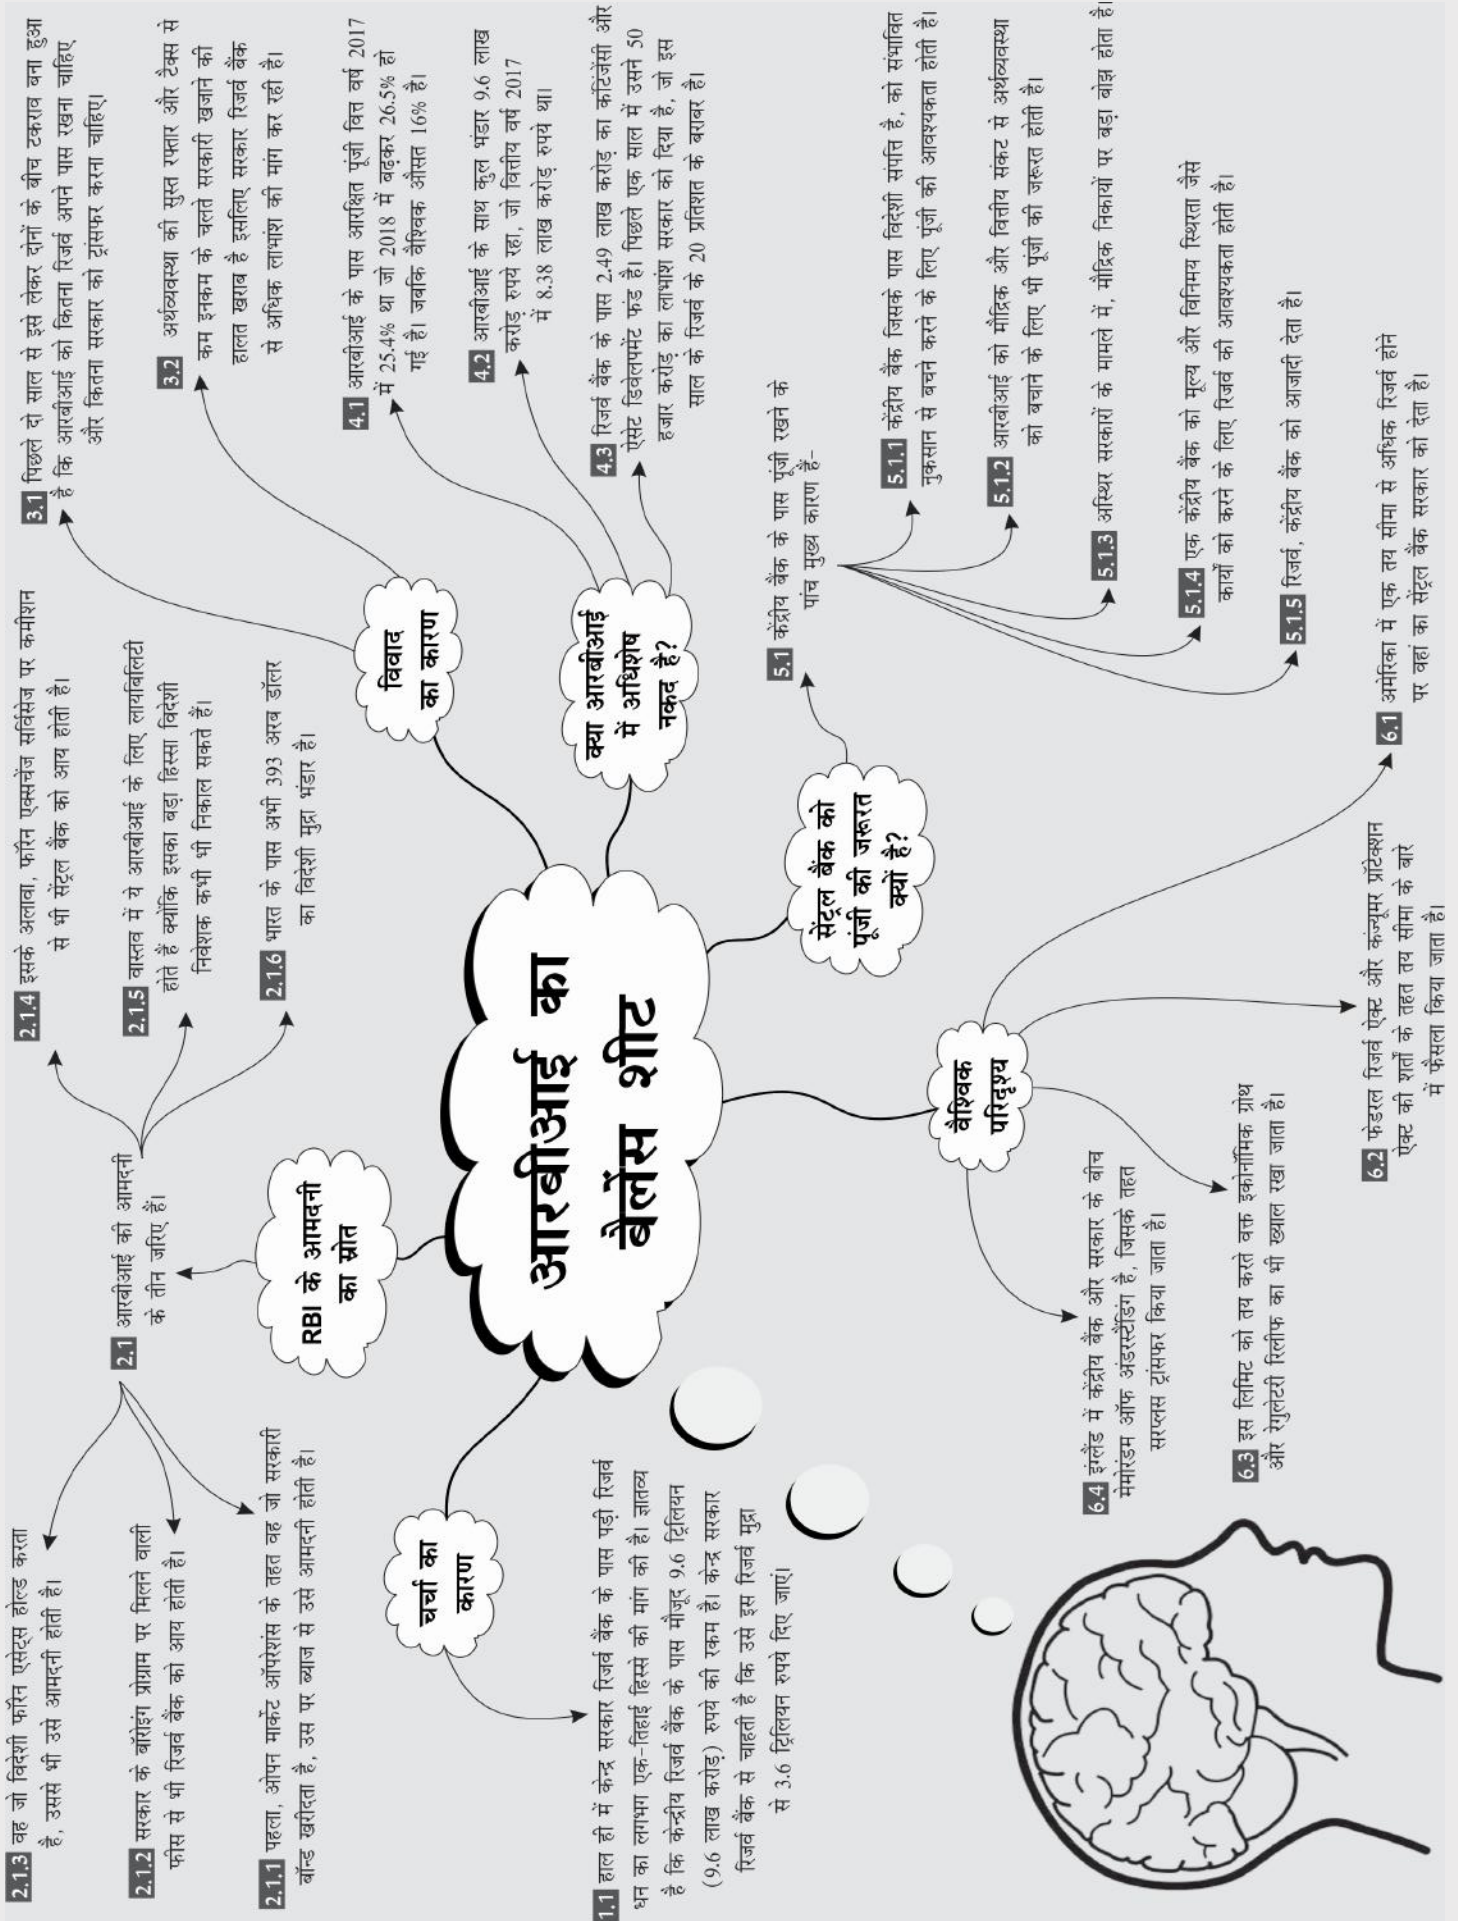 आरबीआई का
बैलेंस शीट
चर्चा का
कारण
1.1 हाल ही में केन्द्र सरकार रिजर्व बैंक के पास पड़ी रिजर्व
धन का लगभग एक-तिहाई हिस्से की मांग की है। ज्ञातव्य
है कि केन्द्रीय रिजर्व बैंक के पास मौजूद 9.6 ट्रिलियन
(9.6 लाख करोड़) रुपये की रकम है। केन्द्र सरकार
रिजर्व बैंक से चाहती है कि उसे इस रिजर्व मुद्रा
से 3.6 ट्रिलियन रुपये दिए जाएं।
RBI के आमदनी
का स्रोत
2.1 आरबीआई की आमदनी
के तीन जरिए हैं।
2.1.1 पहला, ओपन मार्केट ऑपरेशंस के तहत वह जो सरकारी
बॉन्ड खरीदता है, उस पर ब्याज से उसे आमदनी होती है।
2.1.2 सरकार के बॉरोइंग प्रोग्राम पर मिलने वाली
फीस से भी रिजर्व बैंक को आय होती है।
2.1.3 वह जो विदेशी फॉरेन एसेट्स होल्ड करता
है, उससे भी उसे आमदनी होती है।
2.1.4 इसके अलावा, फॉरेन एक्सचेंज सर्विसेज पर कमीशन
से भी सेंट्रल बैंक को आय होती है।
2.1.5 वास्तव में ये आरबीआई के लिए लायबिलिटी
होते हैं क्योंकि इसका बड़ा हिस्सा विदेशी
निवेशक कभी भी निकाल सकते हैं।
2.1.6 भारत के पास अभी 393 अरब डॉलर
का विदेशी मुद्रा भंडार है।
विवाद
का कारण
3.1 पिछले दो साल से इसे लेकर दोनों के बीच टकराव बना हुआ
है कि आरबीआई को कितना रिजर्व अपने पास रखना चाहिए
और कितना सरकार को ट्रांसफर करना चाहिए।
3.2 अर्थव्यवस्था की सुस्त रफ्तार और टैक्स से
कम इनकम के चलते सरकारी खजाने की
हालत खराब है इसलिए सरकार रिजर्व बैंक
से अधिक लाभांश की मांग कर रही है।
क्या आरबीआई
में अधिशेष
नकद है?
4.1 आरबीआई के पास आरक्षित पूंजी वित्त वर्ष 2017
में 25.4% था जो 2018 में बढ़कर 26.5% हो
गई है। जबकि वैश्विक औसत 16% है।
4.2 आरबीआई के साथ कुल भंडार 9.6 लाख
करोड़ रुपये रहा, जो वित्तीय वर्ष 2017
में 8.38 लाख करोड़ रुपये था।
4.3 रिजर्व बैंक के पास 2.49 लाख करोड़ का कंटिंजेंसी और
ऐसेट डिवेलपमेंट फंड है। पिछले एक साल में उसने 50
हजार करोड़ का लाभांश सरकार को दिया है, जो इस
साल के रिजर्व के 20 प्रतिशत के बराबर है।
सेंट्रल बैंक को
पूंजी की जरूरत
क्यों है?
5.1 केंद्रीय बैंक के पास पूंजी रखने के
पांच मुख्य कारण हैं-
5.1.1 केंद्रीय बैंक जिसके पास विदेशी संपत्ति है, को संभावित
नुकसान से बचने करने के लिए पूंजी की आवश्यकता होती है।
5.1.2 आरबीआई को मौद्रिक और वित्तीय संकट से अर्थव्यवस्था
को बचाने के लिए भी पूंजी की जरूरत होती है।
5.1.3 अस्थिर सरकारों के मामले में, मौद्रिक निकायों पर बड़ा बोझ होता है।
5.1.4 एक केंद्रीय बैंक को मूल्य और विनिमय स्थिरता जैसे
कार्यों को करने के लिए रिजर्व की आवश्यकता होती है।
5.1.5 रिजर्व, केंद्रीय बैंक को आजादी देता है।
वैश्विक
परिदृश्य
6.1 अमेरिका में एक तय सीमा से अधिक रिजर्व होने
पर वहां का सेंट्रल बैंक सरकार को देता है।
6.2 फेडरल रिजर्व ऐक्ट और कंज्यूमर प्रॉटेक्शन
ऐक्ट की शर्तों के तहत तय सीमा के बारे
में फैसला किया जाता है।
6.3 इस लिमिट को तय करते वक्त इकोनॉमिक ग्रोथ
और रेगुलेटरी रिलीफ का भी ख्याल रखा जाता है।
6.4 इंग्लैंड में केंद्रीय बैंक और सरकार के बीच
मेमोरंडम ऑफ अंडरस्टैंडिंग है, जिसके तहत
सरप्लस ट्रांसफर किया जाता है।